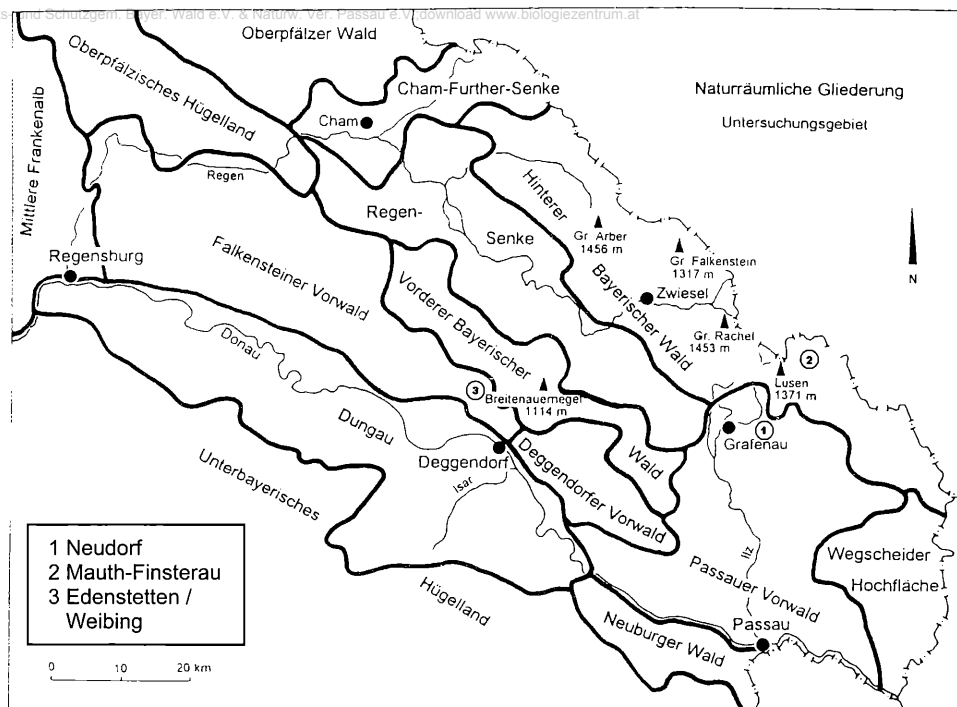 s- und Schutzgem. Bayer. Wald e.V. & Naturw. Ver. Passau e.V.;download www.biologiezentrum.at
Oberpfälzer Wald
Oberpfälzisches Hügelland
Cham-Further-Senke
Naturräumliche Gliederung
Untersuchungsgebiet
Cham
Mittlere Frankenalb
Regen
Regen-
Senke
Hinterer
Bayerischer Wald
Gr. Arber
1456 m
Gr. Falkenstein
1317 m
N
Regensburg
Falkensteiner Vorwald
Vorderer Bayerischer
Wald
Zwiesel
Gr. Rachel
1453 m
2
Lusen
1371 m
Donau
3
Breitenauernegel
1114 m
1
Grafenau
Dungau
Deggendorf
Isar
Deggendorfer Vorwald
Unterbayerisches
Hügelland
Ilz
Passauer Vorwald
Wegscheider
Hochfläche
Neuburger Wald
Passau
1 Neudorf
2 Mauth-Finsterau
3 Edenstetten /
Weibing
0 10 20 km